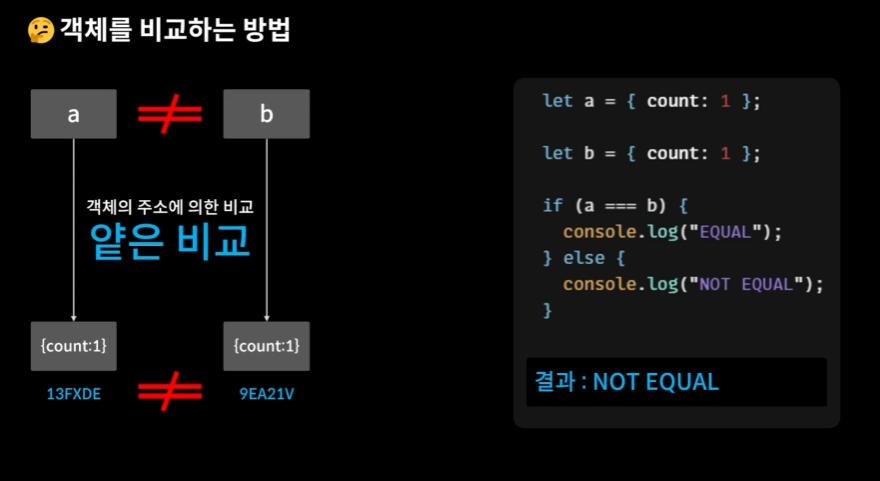 🤔 객체를 비교하는 방법
a ≠ b
객체의 주소에 의한 비교
얕은 비교
{count:1} {count:1}
13FXDE ≠ 9EA21V
let a = { count: 1 };
let b = { count: 1 };
if (a === b) {
  console.log("EQUAL");
} else {
  console.log("NOT EQUAL");
}
결과 : NOT EQUAL